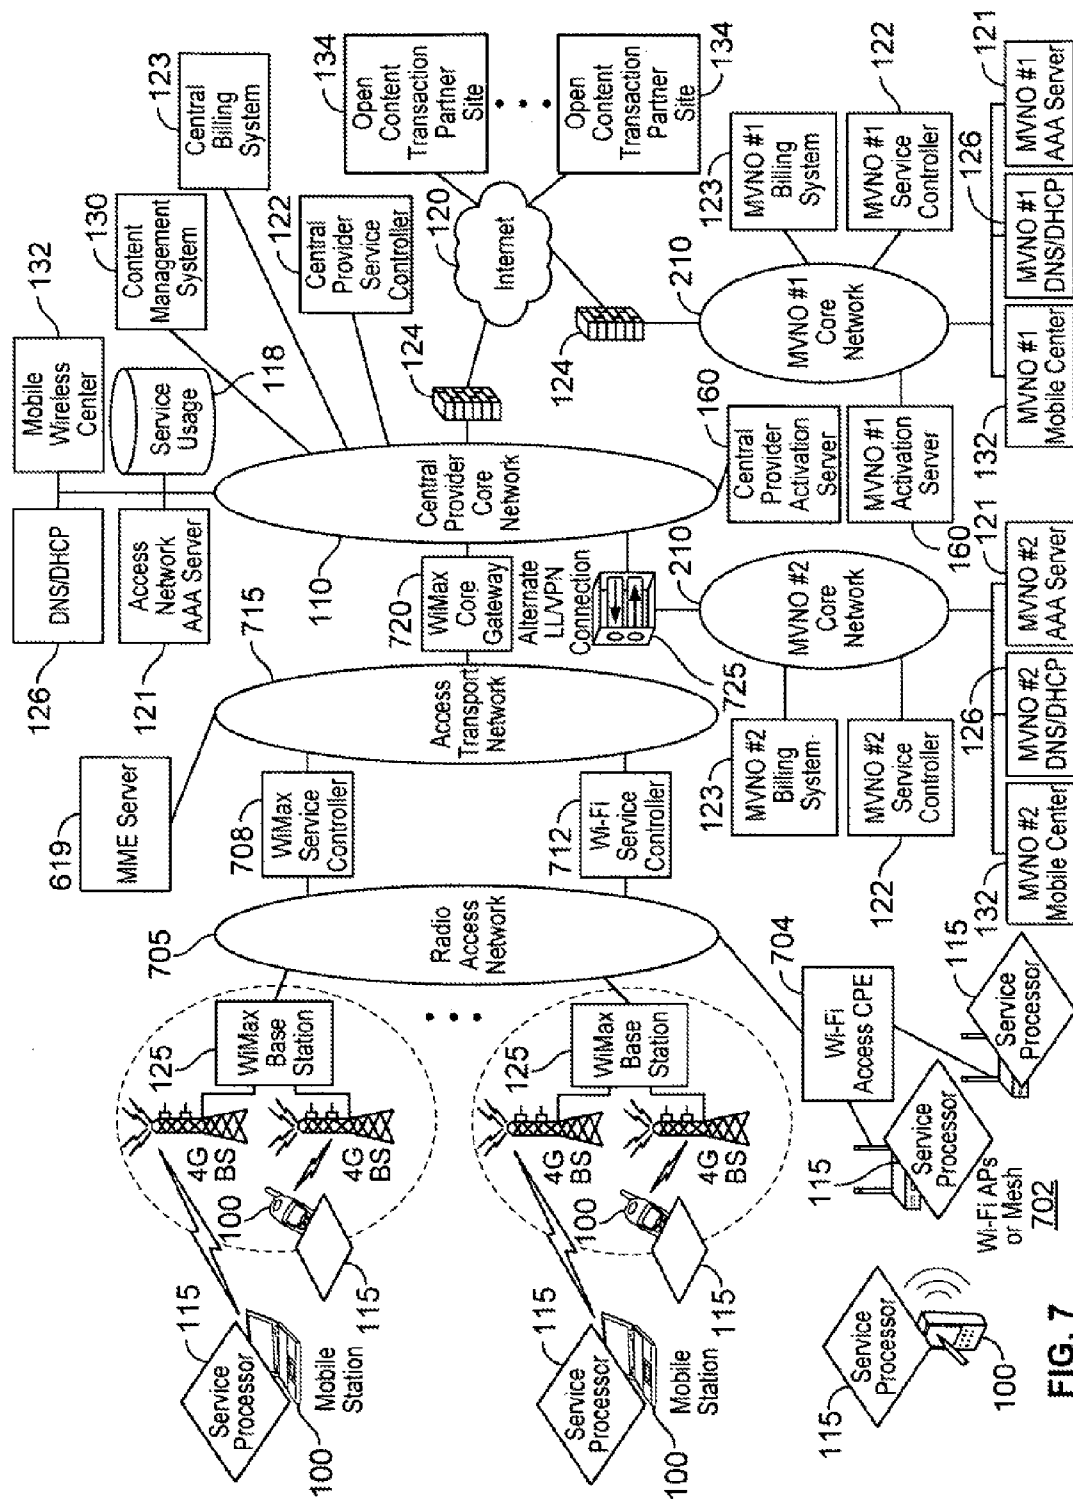 126
DNS/DHCP
Mobile
Wireless
Center
132
619
MME Server
121
Access
Network
AAA Server
Service
Usage
118
Content
Management
System
130
Central
Billing
System
123
115
Service
Processor
Mobile
Station
100
100
115
4G
BS
4G
BS
125
WiMax
Base
Station
705
Radio
Access
Network
708
WiMax
Service
Controller
715
Access
Transport
Network
110
Central
Provider
Core
Network
Central
Provider
Service
Controller
122
720
WiMax
Core
Gateway
124
120
Internet
Open
Content
Transaction
Partner
Site
134
Open
Content
Transaction
Partner
Site
134
115
Service
Processor
Mobile
Station
100
100
115
4G
BS
4G
BS
125
WiMax
Base
Station
712
Wi-Fi
Service
Controller
Alternate
LL/VPN
Connection
725
210
160
Central
Provider
Activation
Server
124
210
704
Wi-Fi
Access CPE
123
MVNO #2
Billing
System
MVNO #2
Core
Network
MVNO #2
Service
Controller
122
MVNO #1
Activation
Server
160
MVNO #1
Core
Network
123
MVNO #1
Billing
System
MVNO #1
Service
Controller
122
115
Service
Processor
100
115
Service
Processor
Wi-Fi APs
or Mesh
702
115
Service
Processor
132
MVNO #2
Mobile Center
126
MVNO #2
DNS/DHCP
121
MVNO #2
AAA Server
132
MVNO #1
Mobile Center
126
MVNO #1
DNS/DHCP
121
MVNO #1
AAA Server
FIG. 7